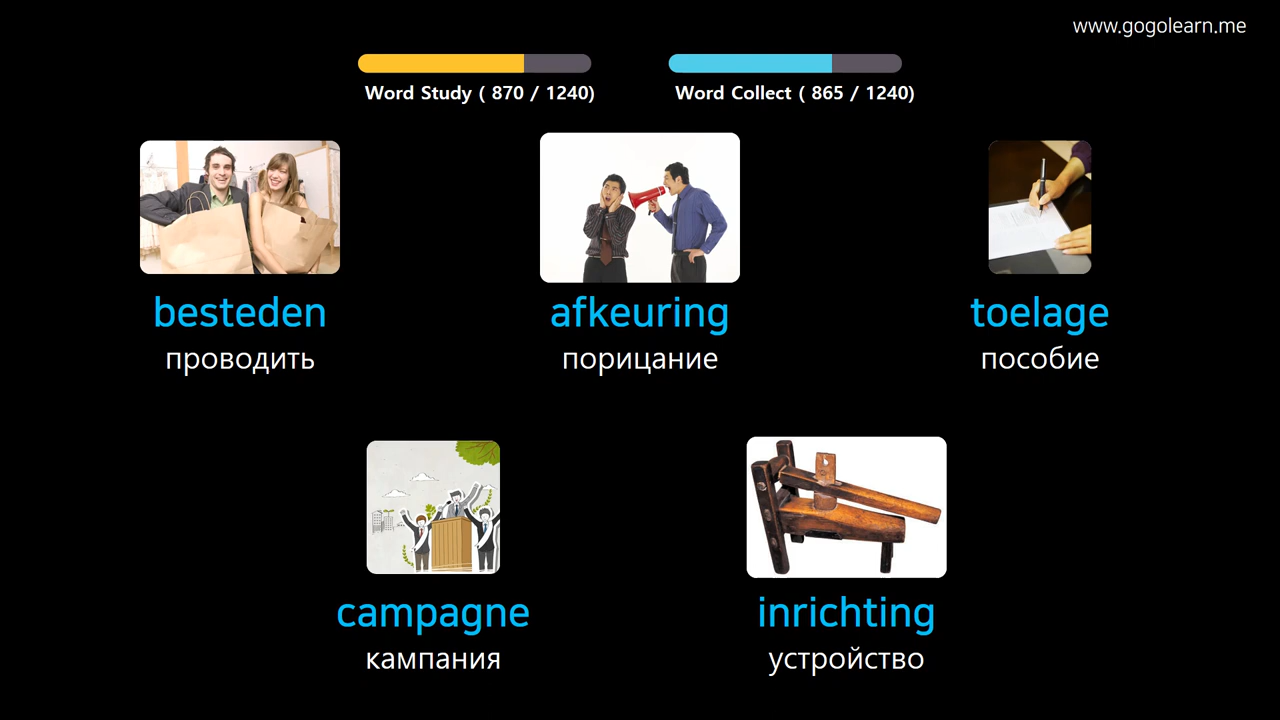 www.gogolearn.me
Word Study ( 870 / 1240)
Word Collect ( 865 / 1240)
besteden
проводить
afkeuring
порицание
toelage
пособие
campagne
кампания
inrichting
устройство